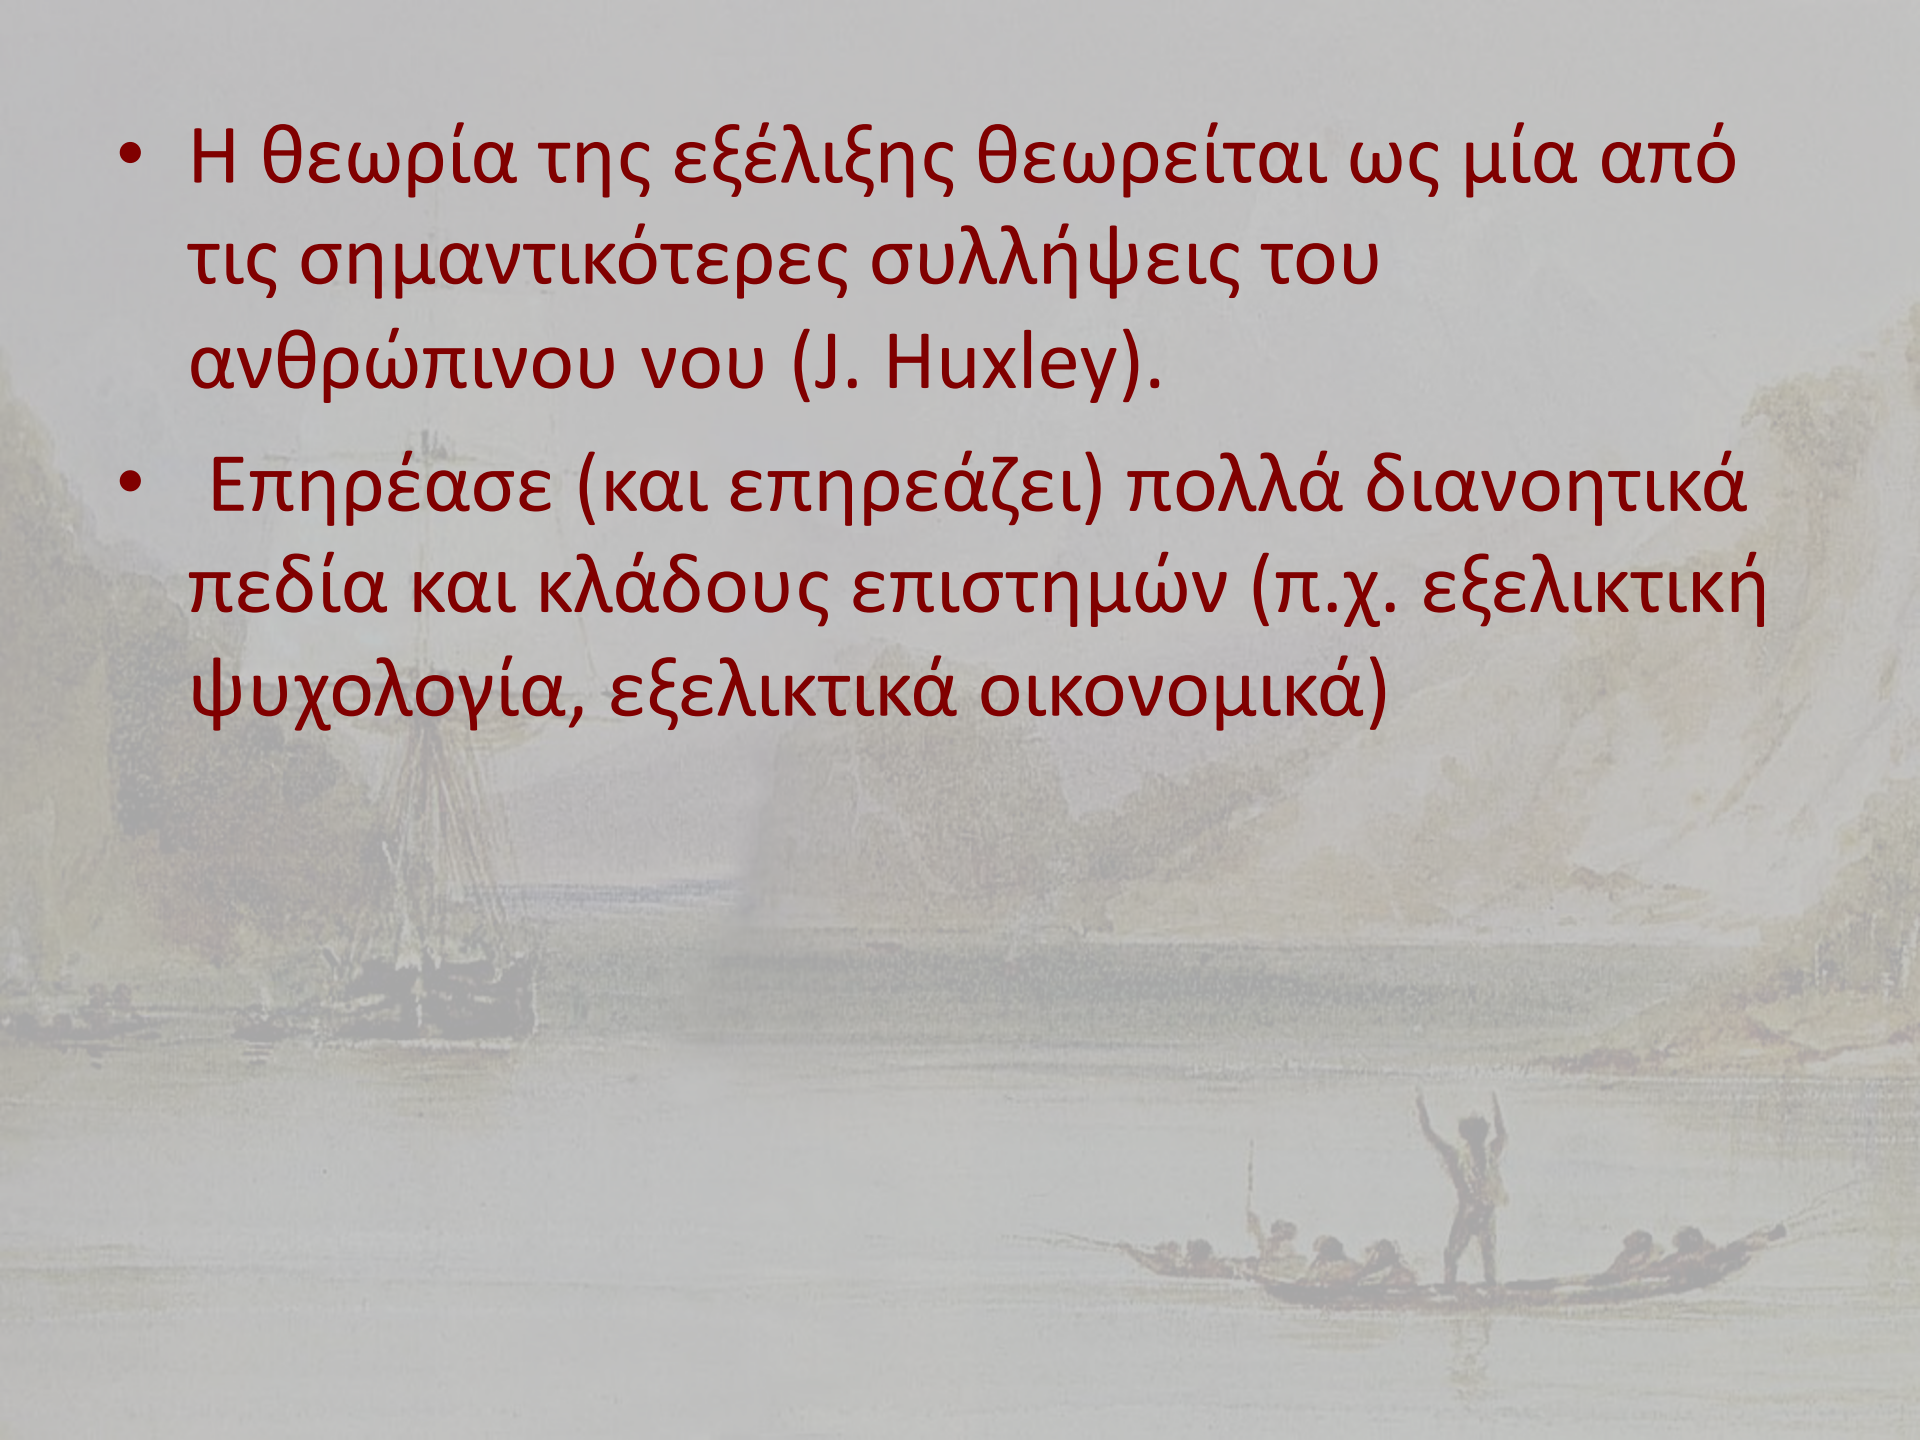 • Η θεωρία της εξέλιξης θεωρείται ως μία από
τις σημαντικότερες συλλήψεις του
ανθρώπινου νου (J. Huxley).
• Επηρέασε (και επηρεάζει) πολλά διανοητικά
πεδία και κλάδους επιστημών (π.χ. εξελικτική
ψυχολογία, εξελικτικά οικονομικά)